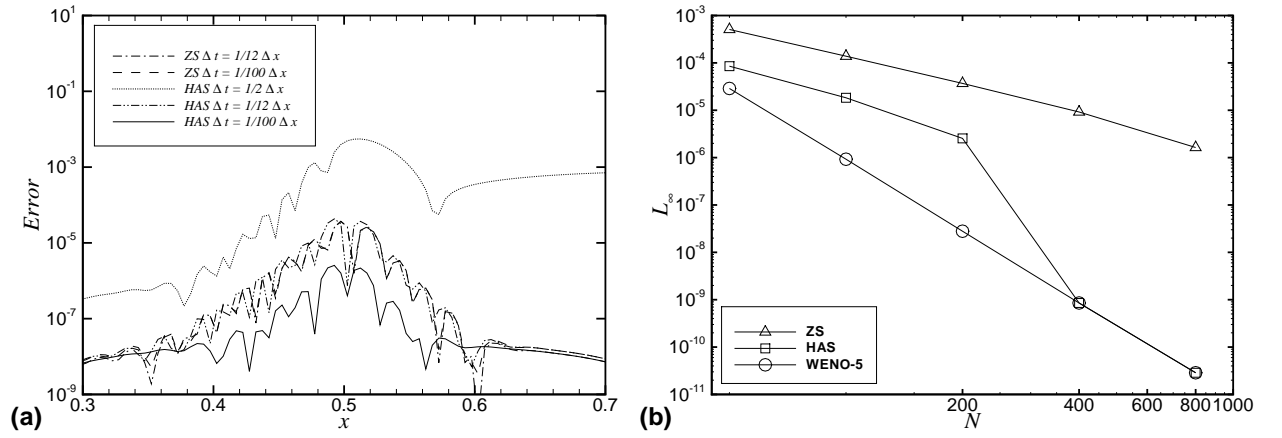 10^1
10^-1
10^-3
10^-5
10^-7
10^-9
Error
ZS Δ t = 1/12 Δ x
ZS Δ t = 1/100 Δ x
HAS Δ t = 1/2 Δ x
HAS Δ t = 1/12 Δ x
HAS Δ t = 1/100 Δ x
0.3 0.4 0.5 0.6 0.7
x
(a)
10^-3
10^-4
10^-5
10^-6
10^-7
10^-8
10^-9
10^-10
10^-11
L∞
ZS
HAS
WENO-5
200 400 600 800 1000
N
(b)